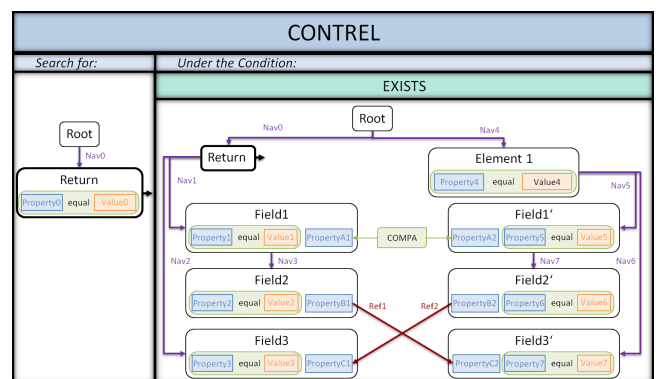 CONTREL
Search for:
Under the Condition:
EXISTS
Root
Nav0
Return
Property0 equal Value0
Root
Nav0
Nav4
Return
Element 1
Property4 equal Value4
Nav1
Nav5
Field1
Property1 equal Value1 PropertyA1
COMPA
Field1‘
PropertyA2 Property5 equal Value5
Nav2
Nav3
Nav7
Nav6
Field2
Property2 equal Value2 PropertyB1
Ref1
Ref2
Field2‘
PropertyB2 Property6 equal Value6
Field3
Property3 equal Value3 PropertyC1
Field3‘
PropertyC2 Property7 equal Value7